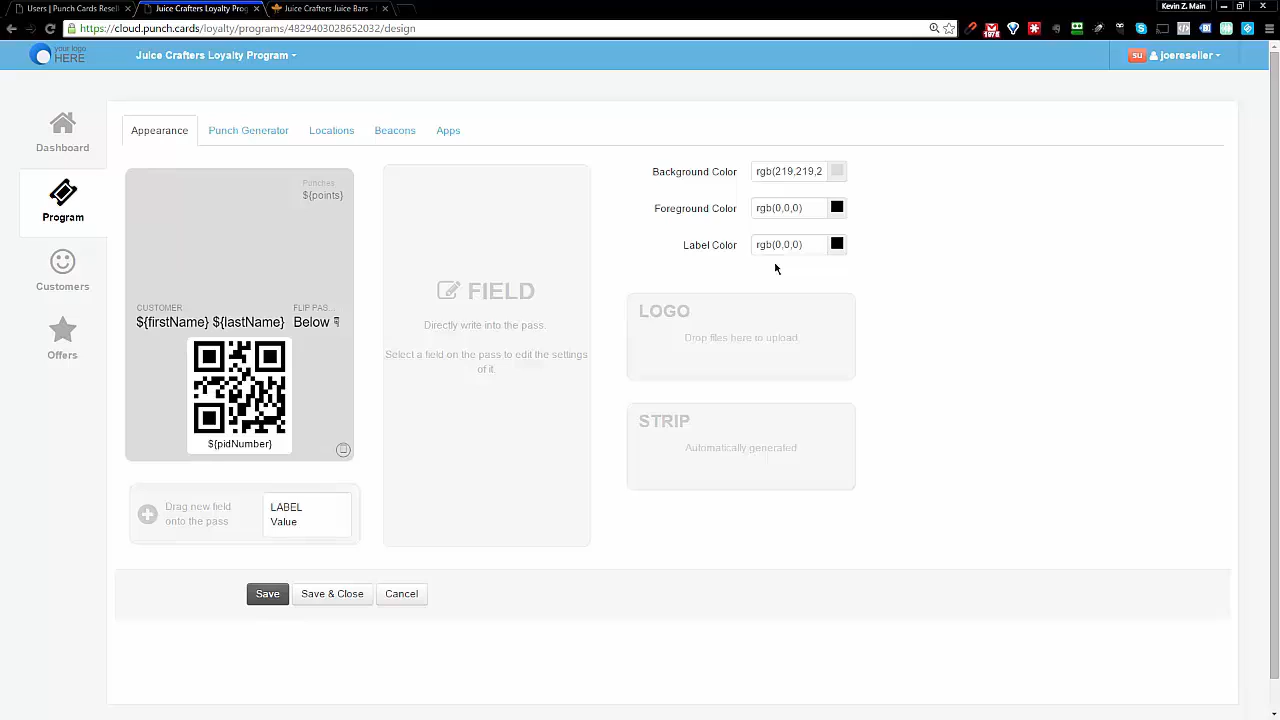 Users | Punch Cards Resell
Juice Crafters Loyalty Prog
Juice Crafters Juice Bars -
Kevin Z. Main
https://cloud.punch.cards/loyalty/programs/4829403028652032/design
your logo
HERE
Juice Crafters Loyalty Program
su
joereseller
Dashboard
Program
Customers
Offers
Appearance
Punch Generator
Locations
Beacons
Apps
Punches
${points}
CUSTOMER
FLIP PAS...
${firstName} ${lastName}
Below
${pidNumber}
Drag new field
onto the pass
LABEL
Value
FIELD
Directly write into the pass.
Select a field on the pass to edit the settings
of it.
Background Color
rgb(219,219,2
Foreground Color
rgb(0,0,0)
Label Color
rgb(0,0,0)
LOGO
Drop files here to upload
STRIP
Automatically generated
Save
Save & Close
Cancel